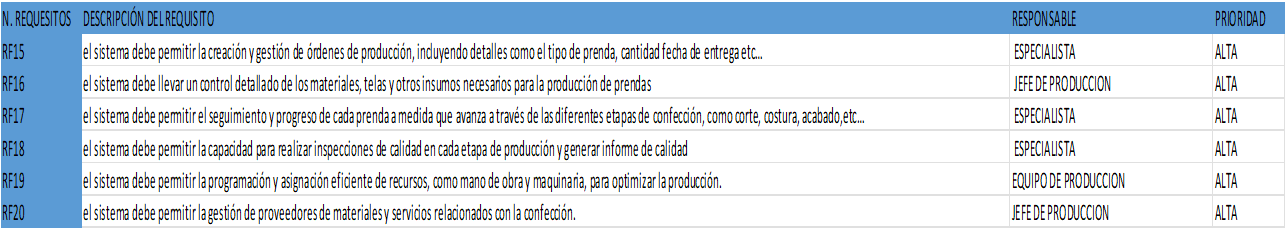 N. REQUESITOS DESCRIPCIÓN DEL REQUISITO RESPONSABLE PRIORIDAD
RF15 el sistema debe permitir la creación y gestión de órdenes de producción, incluyendo detalles como el tipo de prenda, cantidad fecha de entrega etc... ESPECIALISTA ALTA
RF16 el sistema debe llevar un control detallado de los materiales, telas y otros insumos necesarios para la producción de prendas JEFE DE PRODUCCION ALTA
RF17 el sistema debe permitir el seguimiento y progreso de cada prenda a medida que avanza a través de las diferentes etapas de confección, como corte, costura, acabado,etc... ESPECIALISTA ALTA
RF18 el sistema debe permitir la capacidad para realizar inspecciones de calidad en cada etapa de producción y generar informe de calidad ESPECIALISTA ALTA
RF19 el sistema debe permitir la programación y asignación eficiente de recursos, como mano de obra y maquinaria, para optimizar la producción. EQUIPO DE PRODUCCION ALTA
RF20 el sistema debe permitir la gestión de proveedores de materiales y servicios relacionados con la confección. JEFE DE PRODUCCION ALTA